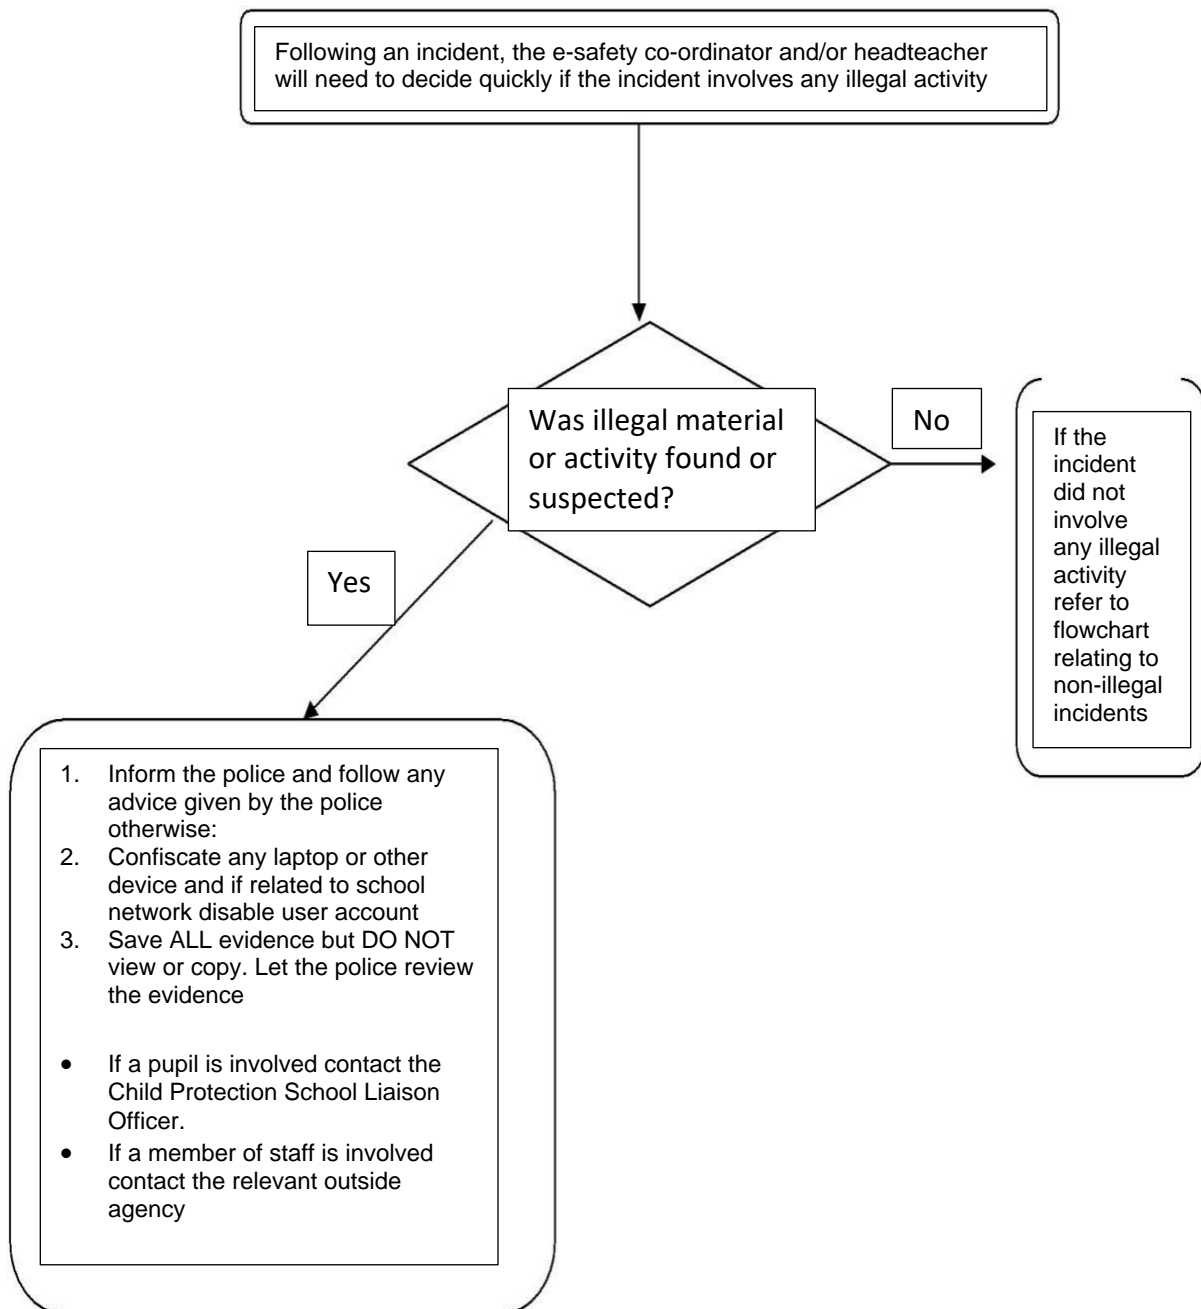 Following an incident, the e-safety co-ordinator and/or headteacher
will need to decide quickly if the incident involves any illegal activity
Was illegal material
or activity found or
suspected?
No
If the
incident
did not
involve
any illegal
activity
refer to
flowchart
relating to
non-illegal
incidents
Yes
1. Inform the police and follow any
advice given by the police
otherwise:
2. Confiscate any laptop or other
device and if related to school
network disable user account
3. Save ALL evidence but DO NOT
view or copy. Let the police review
the evidence
• If a pupil is involved contact the
Child Protection School Liaison
Officer.
• If a member of staff is involved
contact the relevant outside
agency